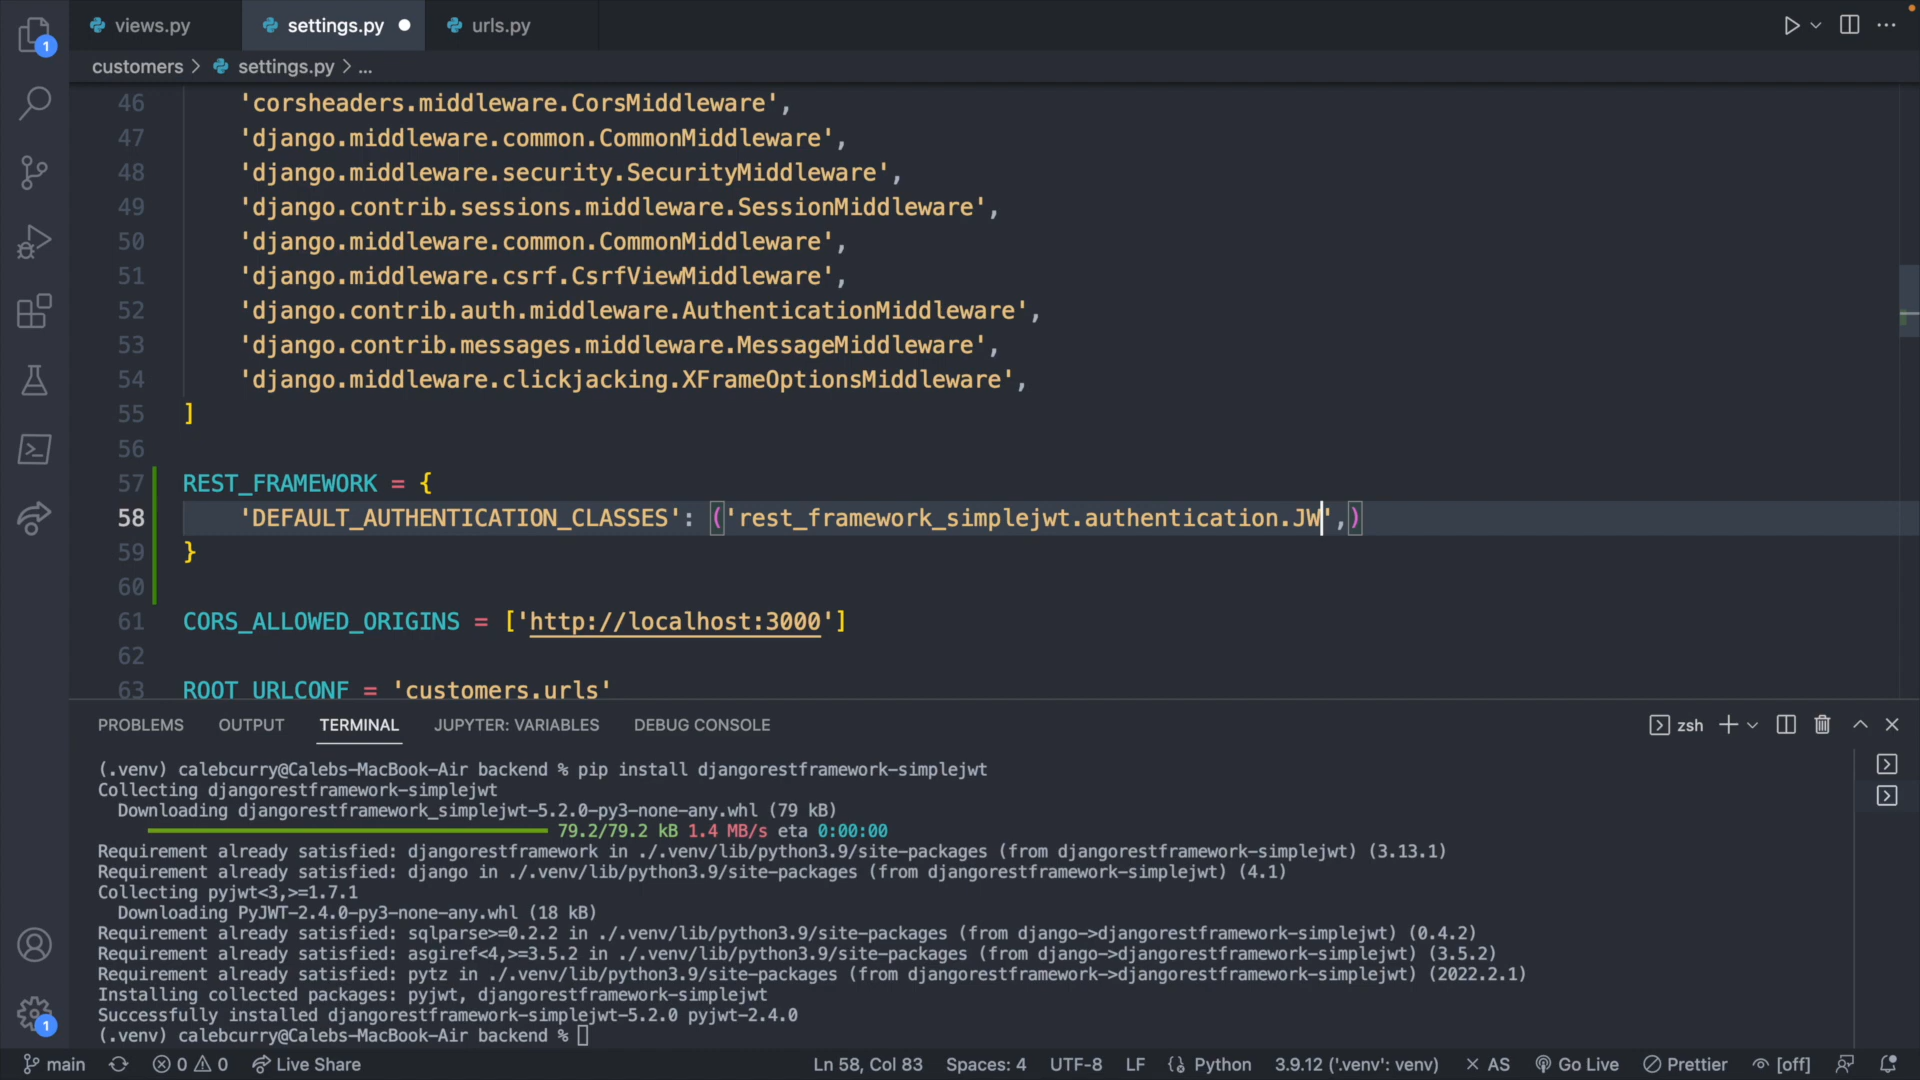 views.py settings.py urls.py
customers > settings.py > ...
46 'corsheaders.middleware.CorsMiddleware',
47 'django.middleware.common.CommonMiddleware',
48 'django.middleware.security.SecurityMiddleware',
49 'django.contrib.sessions.middleware.SessionMiddleware',
50 'django.middleware.common.CommonMiddleware',
51 'django.middleware.csrf.CsrfViewMiddleware',
52 'django.contrib.auth.middleware.AuthenticationMiddleware',
53 'django.contrib.messages.middleware.MessageMiddleware',
54 'django.middleware.clickjacking.XFrameOptionsMiddleware',
55 ]
56
57 REST_FRAMEWORK = {
58 'DEFAULT_AUTHENTICATION_CLASSES': ('rest_framework_simplejwt.authentication.JW',)
59 }
60
61 CORS_ALLOWED_ORIGINS = ['http://localhost:3000']
62
63 ROOT_URLCONF = 'customers.urls'
PROBLEMS OUTPUT TERMINAL JUPYTER: VARIABLES DEBUG CONSOLE zsh
(.venv) calebcurry@Calebs-MacBook-Air backend % pip install djangorestframework-simplejwt
Collecting djangorestframework-simplejwt
Downloading djangorestframework_simplejwt-5.2.0-py3-none-any.whl (79 kB)
79.2/79.2 kB 1.4 MB/s eta 0:00:00
Requirement already satisfied: djangorestframework in ./.venv/lib/python3.9/site-packages (from djangorestframework-simplejwt) (3.13.1)
Requirement already satisfied: django in ./.venv/lib/python3.9/site-packages (from djangorestframework-simplejwt) (4.1)
Collecting pyjwt<3,>=1.7.1
Downloading PyJWT-2.4.0-py3-none-any.whl (18 kB)
Requirement already satisfied: sqlparse>=0.2.2 in ./.venv/lib/python3.9/site-packages (from django->djangorestframework-simplejwt) (0.4.2)
Requirement already satisfied: asgiref<4,>=3.5.2 in ./.venv/lib/python3.9/site-packages (from django->djangorestframework-simplejwt) (3.5.2)
Requirement already satisfied: pytz in ./.venv/lib/python3.9/site-packages (from djangorestframework->djangorestframework-simplejwt) (2022.2.1)
Installing collected packages: pyjwt, djangorestframework-simplejwt
Successfully installed djangorestframework-simplejwt-5.2.0 pyjwt-2.4.0
(.venv) calebcurry@Calebs-MacBook-Air backend %
1
1
main 0 0 Live Share Ln 58, Col 83 Spaces: 4 UTF-8 LF Python 3.9.12 ('.venv': venv) AS Go Live Prettier [off]